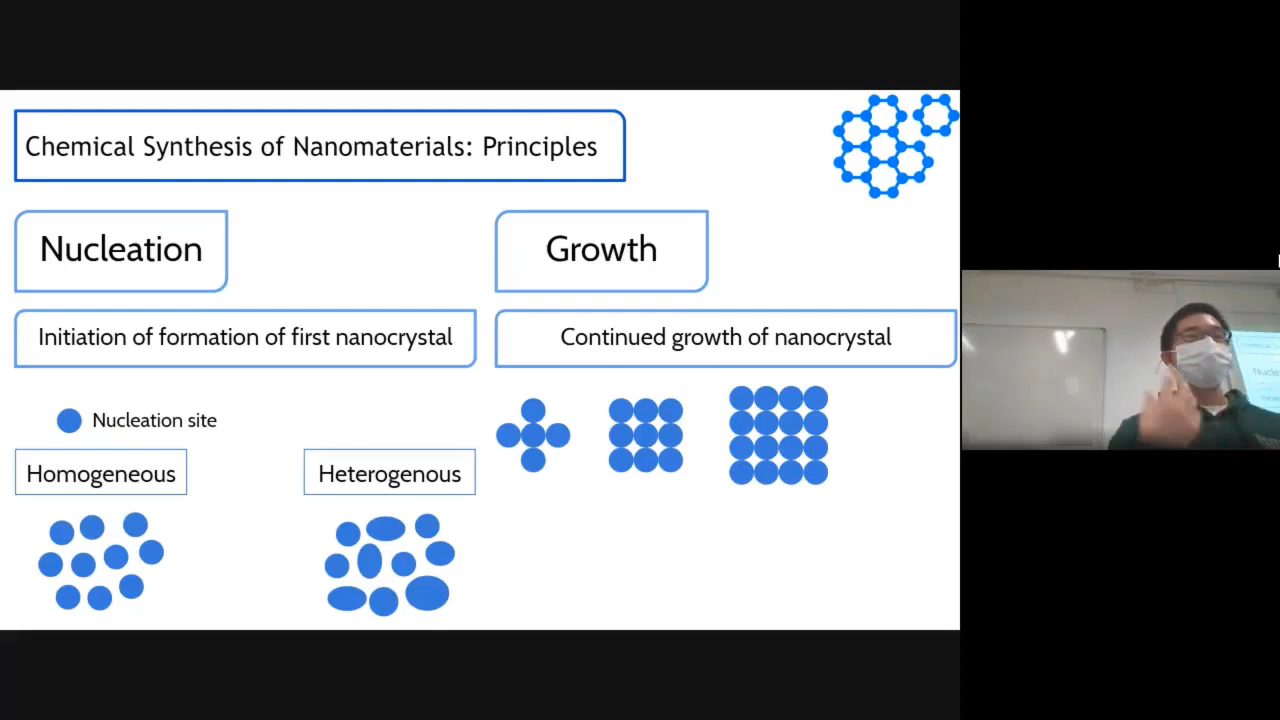 Chemical Synthesis of Nanomaterials: Principles
Nucleation
Growth
Initiation of formation of first nanocrystal
Continued growth of nanocrystal
Nucleation site
Homogeneous
Heterogenous